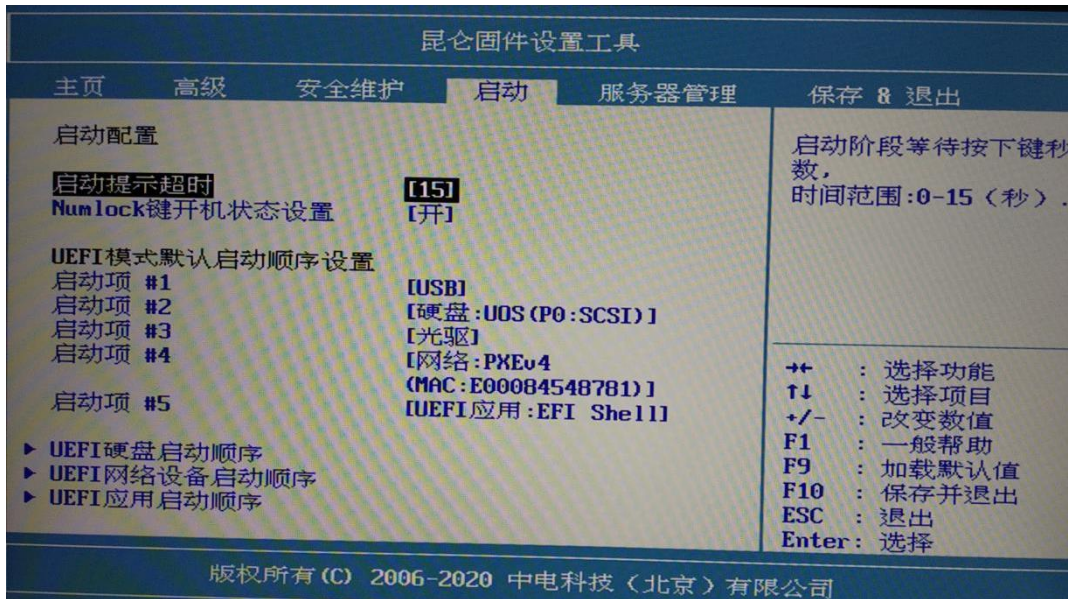 昆仑固件设置工具
主页 高级 安全维护 启动 服务器管理 保存 & 退出
启动配置
启动提示超时 [15]
Numlock键开机状态设置 [开]
UEFI模式默认启动顺序设置
启动项 #1 [USB]
启动项 #2 [硬盘:UOS(P0:SCSI)]
启动项 #3 [光驱]
启动项 #4 [网络:PXEv4
(MAC:E00084548781)]
启动项 #5 [UEFI应用:EFI Shell]
▶ UEFI硬盘启动顺序
▶ UEFI网络设备启动顺序
▶ UEFI应用启动顺序
启动阶段等待按下键秒
数,
时间范围:0-15（秒）.
→← : 选择功能
↑↓ : 选择项目
+/- : 改变数值
F1 : 一般帮助
F9 : 加载默认值
F10 : 保存并退出
ESC : 退出
Enter: 选择
版权所有(C) 2006-2020 中电科技（北京）有限公司